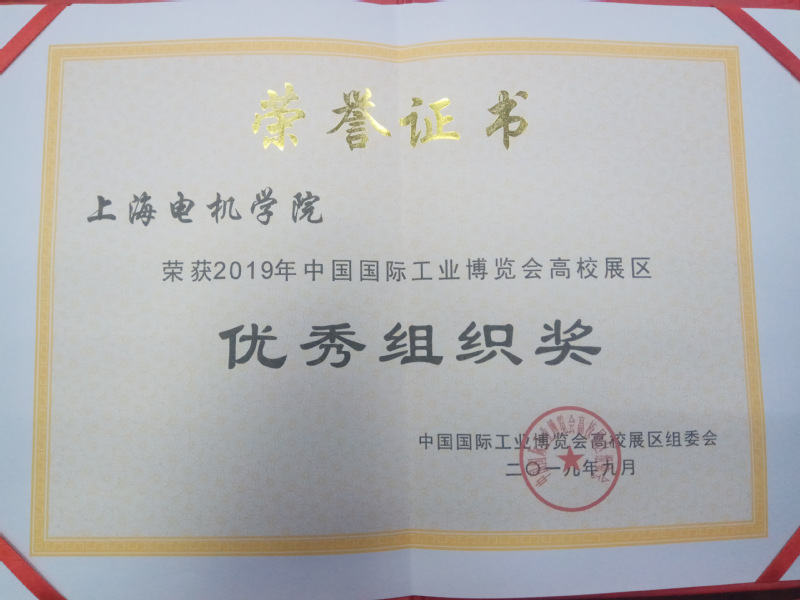 荣誉证书
上海电机学院
荣获2019年中国国际工业博览会高校展区
优秀组织奖
中国国际工业博览会高校展区组委会
二〇一九年九月